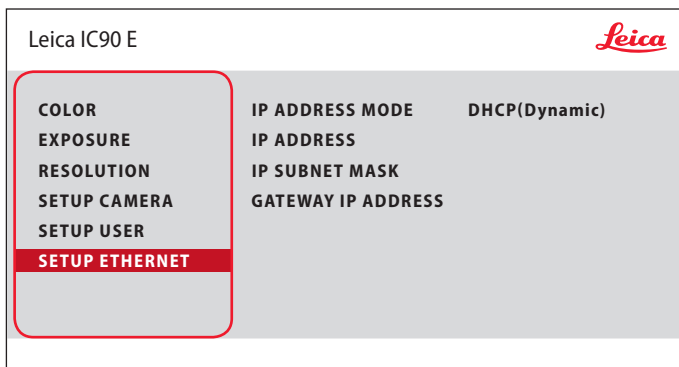 Leica IC90 E
Leica
COLOR
EXPOSURE
RESOLUTION
SETUP CAMERA
SETUP USER
SETUP ETHERNET
IP ADDRESS MODE DHCP(Dynamic)
IP ADDRESS
IP SUBNET MASK
GATEWAY IP ADDRESS